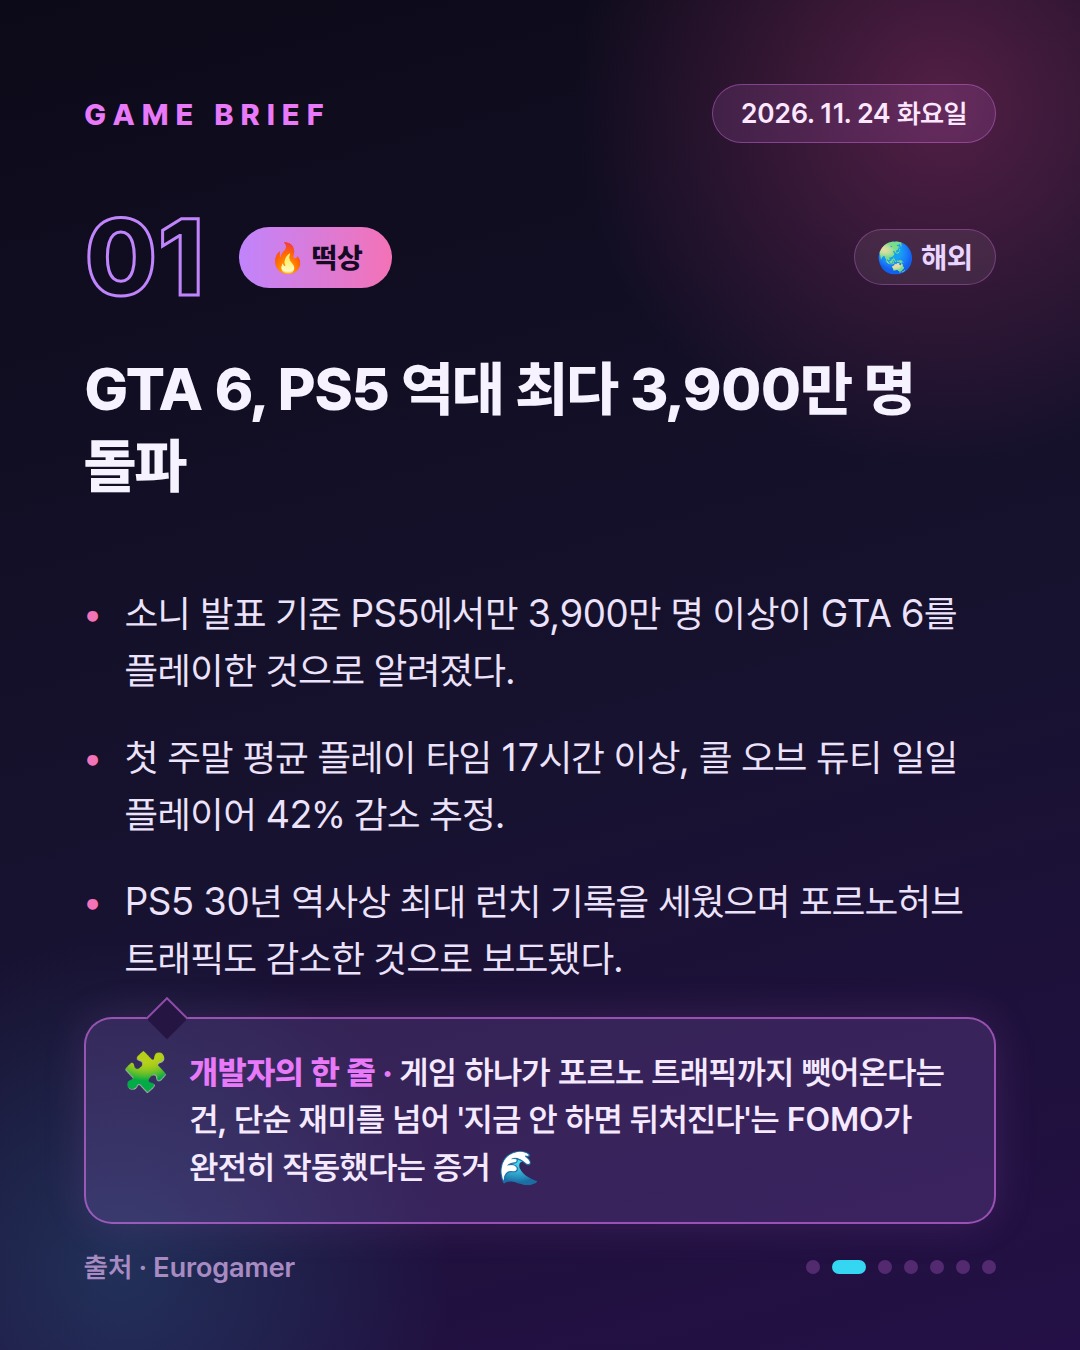 GAME BRIEF
2026. 11. 24 화요일
01
🔥 떡상
🌏 해외
GTA 6, PS5 역대 최다 3,900만 명
돌파
• 소니 발표 기준 PS5에서만 3,900만 명 이상이 GTA 6를
플레이한 것으로 알려졌다.
• 첫 주말 평균 플레이 타임 17시간 이상, 콜 오브 듀티 일일
플레이어 42% 감소 추정.
• PS5 30년 역사상 최대 런치 기록을 세웠으며 포르노허브
트래픽도 감소한 것으로 보도됐다.
🧩 개발자의 한 줄 · 게임 하나가 포르노 트래픽까지 뺏어온다는
건, 단순 재미를 넘어 '지금 안 하면 뒤처진다'는 FOMO가
완전히 작동했다는 증거 🌊
출처 · Eurogamer